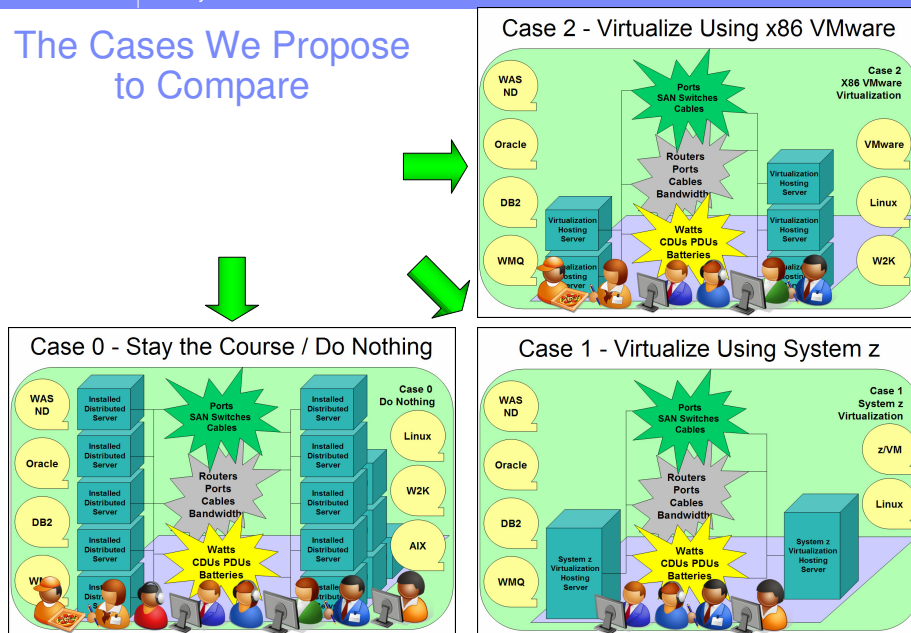 The Cases We Propose
to Compare
Case 2 - Virtualize Using x86 VMware
Case 2
X86 VMware
Virtualization
WAS
ND
Oracle
DB2
WMQ
Ports
SAN Switches
Cables
Routers
Ports
Cables
Bandwidth
Watts
CDUs PDUs
Batteries
Virtualization
Hosting
Server
Virtualization
Hosting
Server
Virtualization
Hosting
Server
VMware
Linux
W2K
Case 0 - Stay the Course / Do Nothing
Case 0
Do Nothing
WAS
ND
Oracle
DB2
Installed
Distributed
Server
Installed
Distributed
Server
Installed
Distributed
Server
Installed
Distributed
Server
Ports
SAN Switches
Cables
Routers
Ports
Cables
Bandwidth
Watts
CDUs PDUs
Batteries
Installed
Distributed
Server
Installed
Distributed
Server
Installed
Distributed
Server
Installed
Distributed
Server
Linux
W2K
AIX
Case 1 - Virtualize Using System z
Case 1
System z
Virtualization
WAS
ND
Oracle
DB2
WMQ
Ports
SAN Switches
Cables
Routers
Ports
Cables
Bandwidth
Watts
CDUs PDUs
Batteries
System z
Virtualization
Hosting
Server
System z
Virtualization
Hosting
Server
z/VM
Linux